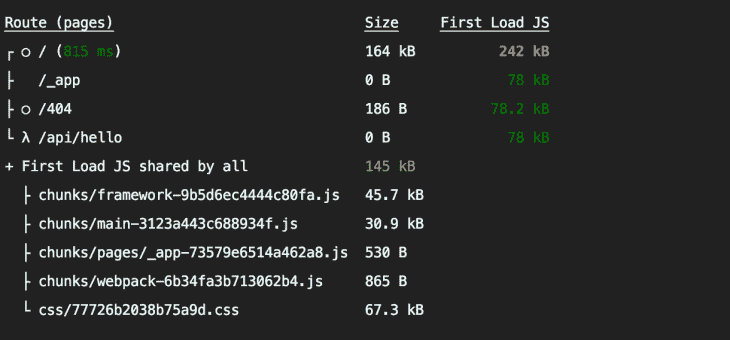 Route (pages) Size First Load JS
┌ ○ / (815 ms) 164 kB 242 kB
├   /_app 0 B 78 kB
├ ○ /404 186 B 78.2 kB
└ λ /api/hello 0 B 78 kB
+ First Load JS shared by all 145 kB
├ chunks/framework-9b5d6ec4444c80fa.js 45.7 kB
├ chunks/main-3123a443c688934f.js 30.9 kB
├ chunks/pages/_app-73579e6514a462a8.js 530 B
├ chunks/webpack-6b34fa3b713062b4.js 865 B
└ css/77726b2038b75a9d.css 67.3 kB